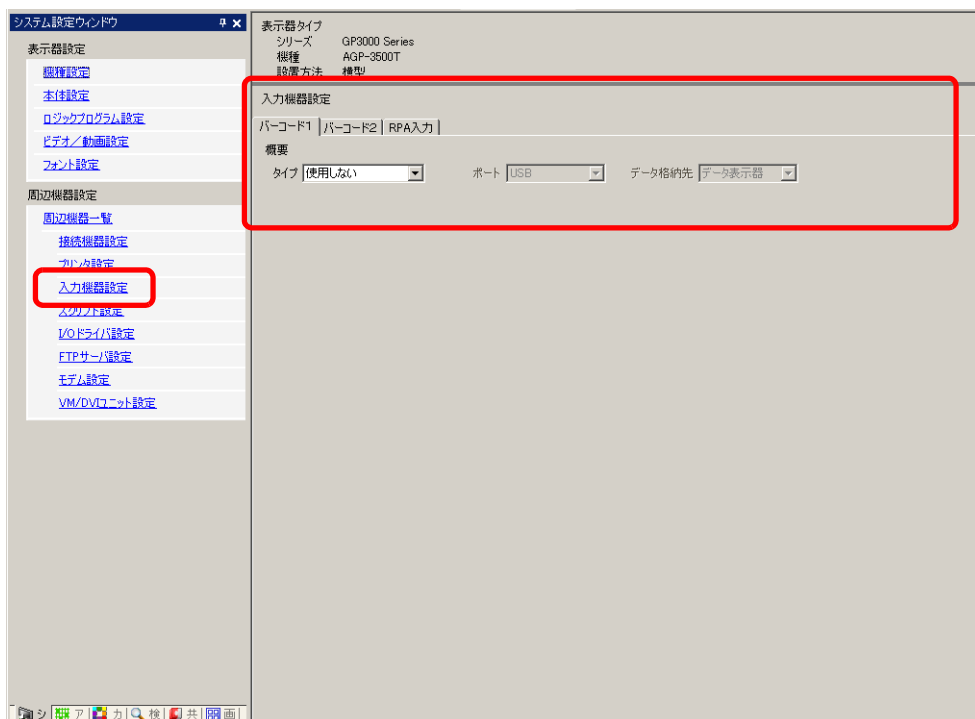 システム設定ウィンドウ
表示器設定
機種設定
本体設定
ロジックプログラム設定
ビデオ／動画設定
フォント設定
周辺機器設定
周辺機器一覧
接続機器設定
プリンタ設定
入力機器設定
スクリプト設定
I/Oドライバ設定
FTPサーバ設定
モデム設定
VM/DVIユニット設定
シ ア カ 検 共 画
表示器タイプ
シリーズ GP3000 Series
機種 AGP-3500T
設置方法 横型
入力機器設定
バーコード1 バーコード2 RPA入力
概要
タイプ 使用しない ポート USB データ格納先 データ表示器